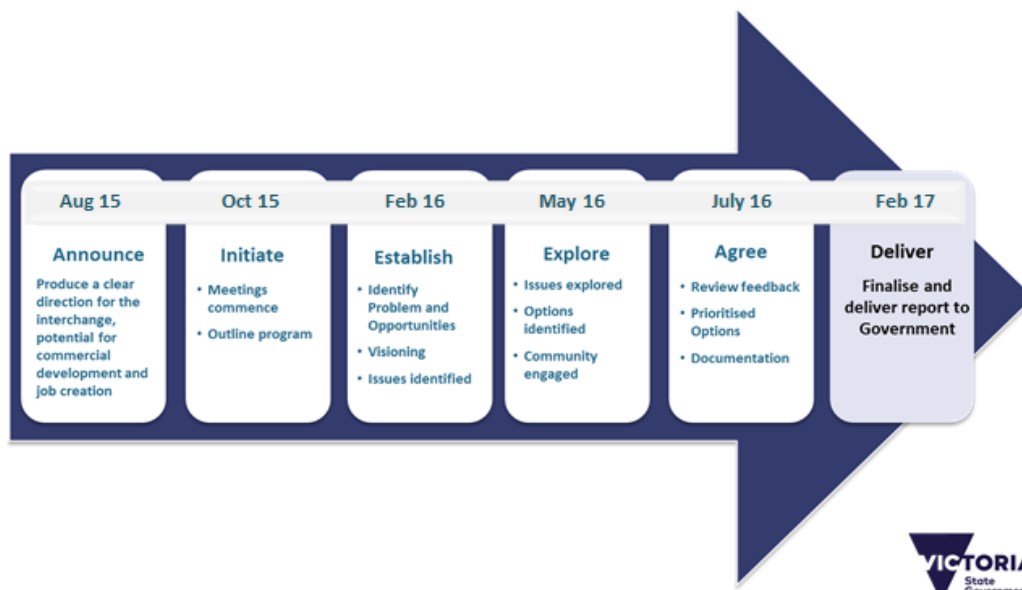 Aug 15
Oct 15
Feb 16
May 16
July 16
Feb 17
Announce
Produce a clear
direction for the
interchange,
potential for
commercial
development and
job creation
Initiate
• Meetings
commence
• Outline program
Establish
• Identify
Problem and
Opportunities
• Visioning
• Issues identified
Explore
• Issues explored
• Options
identified
• Community
engaged
Agree
• Review feedback
• Prioritised
Options
• Documentation
Deliver
Finalise and
deliver report to
Government
VICTORIA
State